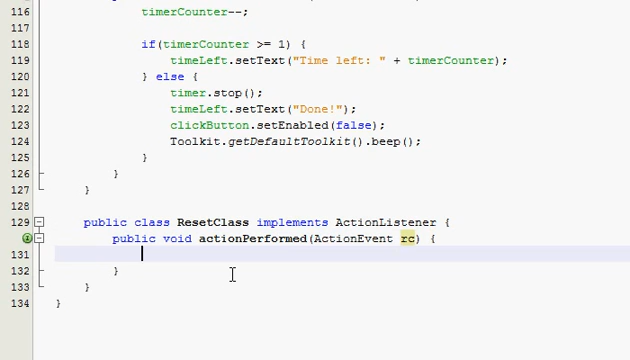 116 timerCounter--;
117
118 if(timerCounter >= 1) {
119 timeLeft.setText("Time left: " + timerCounter);
120 } else {
121 timer.stop();
122 timeLeft.setText("Done!");
123 clickButton.setEnabled(false);
124 Toolkit.getDefaultToolkit().beep();
125 }
126 }
127 }
128
129 public class ResetClass implements ActionListener {
public void actionPerformed(ActionEvent rc) {
131
132 }
133 }
134 }